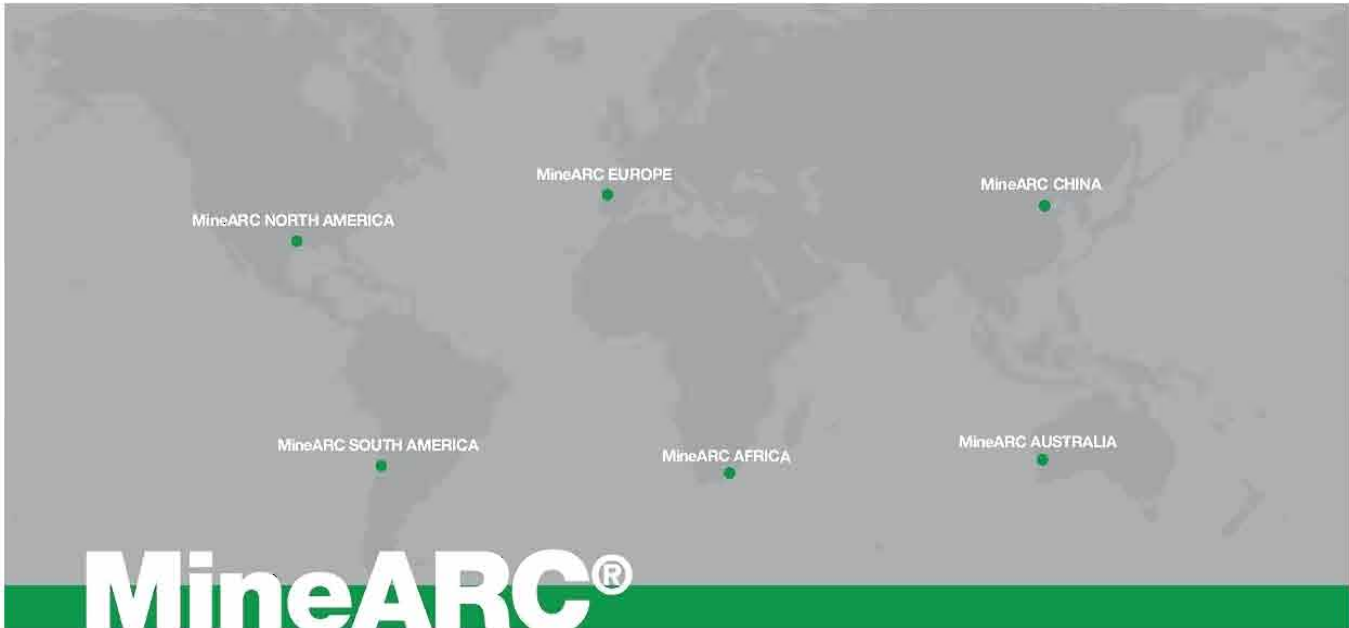 MineARC EUROPE
MineARC CHINA
MineARC NORTH AMERICA
MineARC AUSTRALIA
MineARC SOUTH AMERICA
MineARC AFRICA
MineARC®